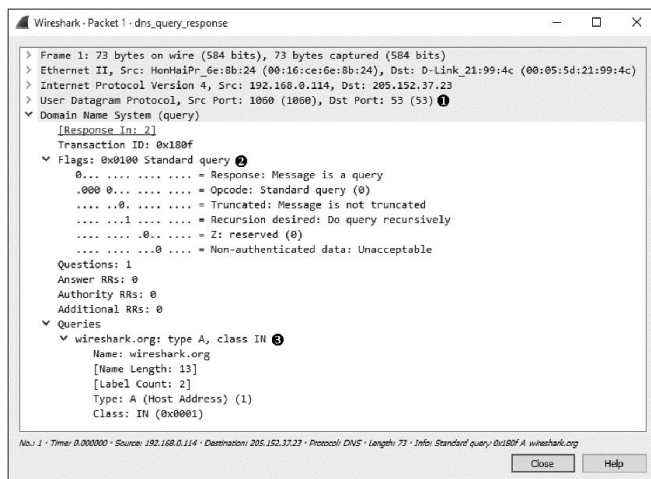 Wireshark · Packet 1 · dns_query_response
Frame 1: 73 bytes on wire (584 bits), 73 bytes captured (584 bits)
Ethernet II, Src: HonHaiPr_6e:8b:24 (00:16:ce:6e:8b:24), Dst: D-Link_21:99:4c (00:05:5d:21:99:4c)
Internet Protocol Version 4, Src: 192.168.0.114, Dst: 205.152.37.23
User Datagram Protocol, Src Port: 1060 (1060), Dst Port: 53 (53) ❶
Domain Name System (query)
[Response In: 2]
Transaction ID: 0x180f
Flags: 0x0100 Standard query ❷
0... .... .... .... = Response: Message is a query
.000 0... .... .... = Opcode: Standard query (0)
.... ..0. .... .... = Truncated: Message is not truncated
.... ...1 .... .... = Recursion desired: Do query recursively
.... .... .0.. .... = Z: reserved (0)
.... .... ...0 .... = Non-authenticated data: Unacceptable
Questions: 1
Answer RRs: 0
Authority RRs: 0
Additional RRs: 0
Queries
wireshark.org: type A, class IN ❸
Name: wireshark.org
[Name Length: 13]
[Label Count: 2]
Type: A (Host Address) (1)
Class: IN (0x0001)
No.: 1 · Time: 0.000000 · Source: 192.168.0.114 · Destination: 205.152.37.23 · Protocol: DNS · Length: 73 · Info: Standard query 0x180f A wireshark.org
Close Help